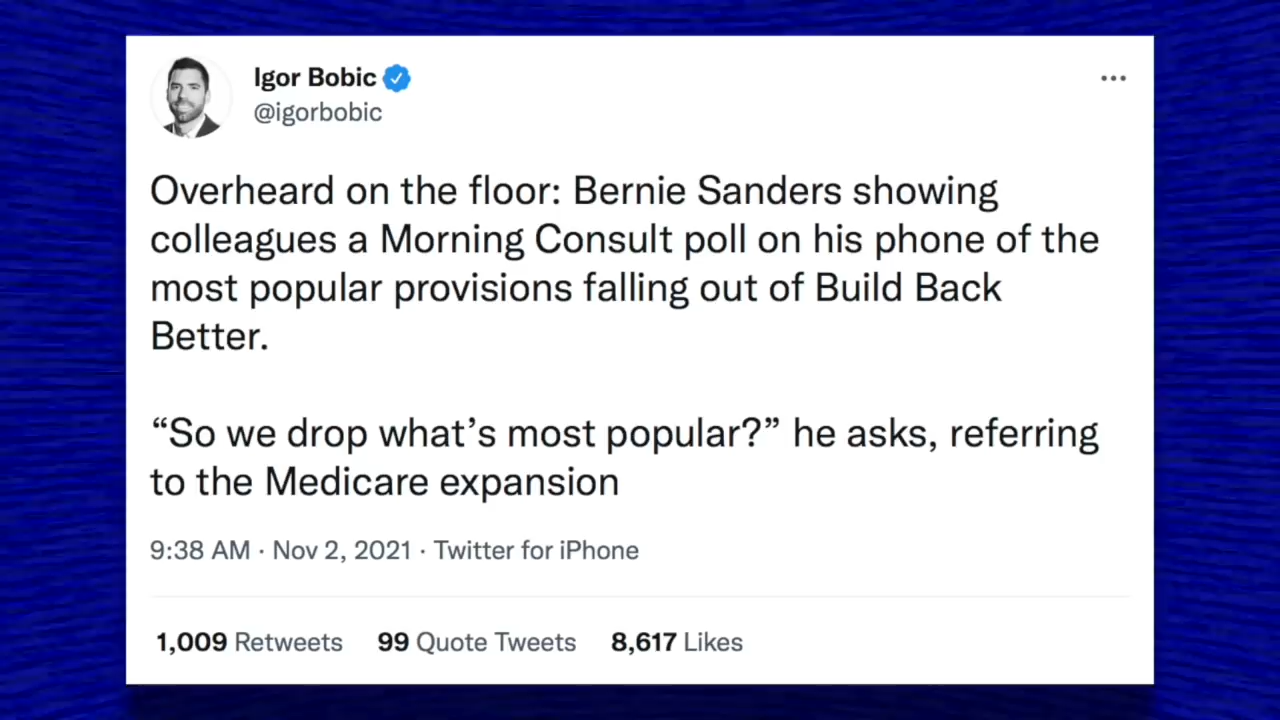 Igor Bobic
@igorbobic
Overheard on the floor: Bernie Sanders showing
colleagues a Morning Consult poll on his phone of the
most popular provisions falling out of Build Back
Better.
“So we drop what’s most popular?” he asks, referring
to the Medicare expansion
9:38 AM · Nov 2, 2021 · Twitter for iPhone
1,009 Retweets 99 Quote Tweets 8,617 Likes